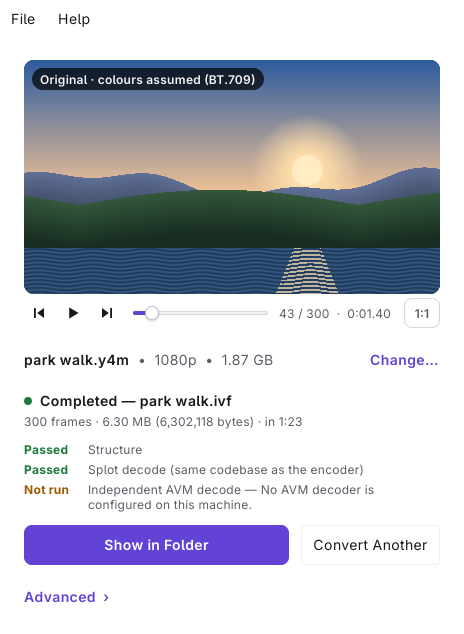 File Help
Original · colours assumed (BT.709)
43 / 300 · 0:01.40 1:1
park walk.y4m • 1080p • 1.87 GB Change…
Completed — park walk.ivf
300 frames · 6.30 MB (6,302,118 bytes) · in 1:23
Passed Structure
Passed Splot decode (same codebase as the encoder)
Not run Independent AVM decode — No AVM decoder is
configured on this machine.
Show in Folder Convert Another
Advanced ›